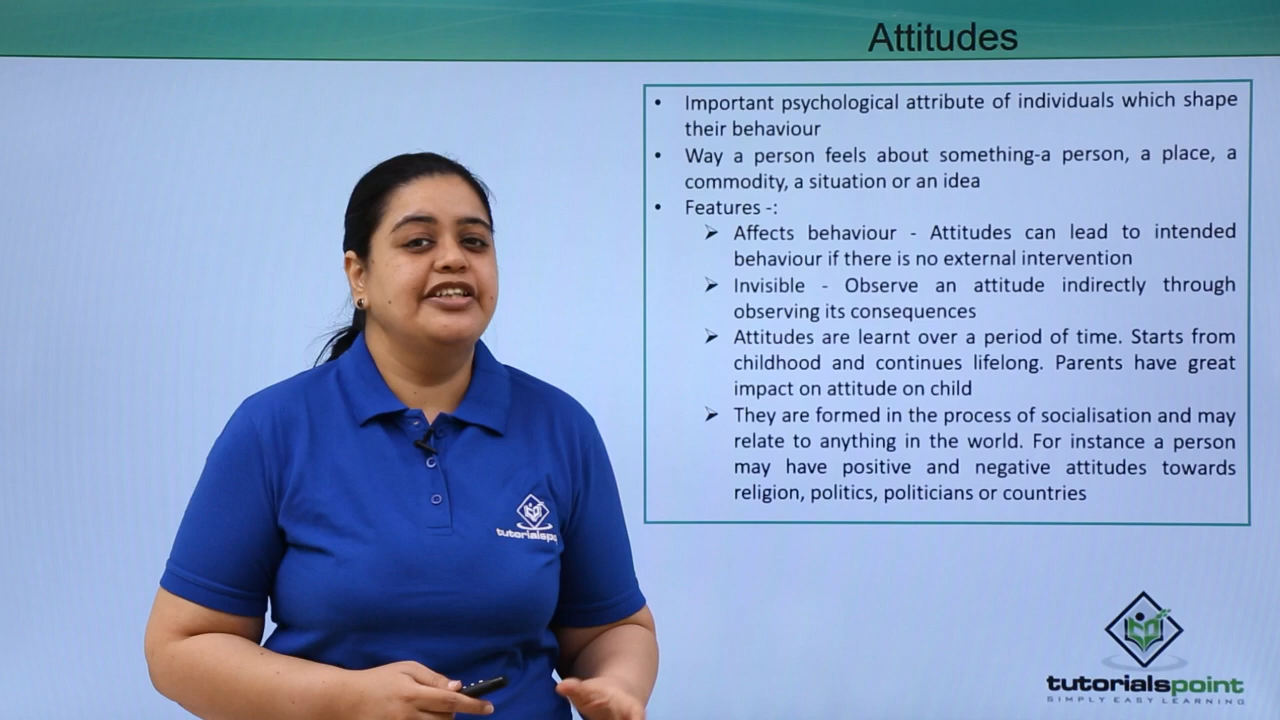 Attitudes
• Important psychological attribute of individuals which shape
their behaviour
• Way a person feels about something-a person, a place, a
commodity, a situation or an idea
• Features -:
➢ Affects behaviour - Attitudes can lead to intended
behaviour if there is no external intervention
➢ Invisible - Observe an attitude indirectly through
observing its consequences
➢ Attitudes are learnt over a period of time. Starts from
childhood and continues lifelong. Parents have great
impact on attitude on child
➢ They are formed in the process of socialisation and may
relate to anything in the world. For instance a person
may have positive and negative attitudes towards
religion, politics, politicians or countries
tutorialspo
tutorialspoint
SIMPLY EASY LEARNING